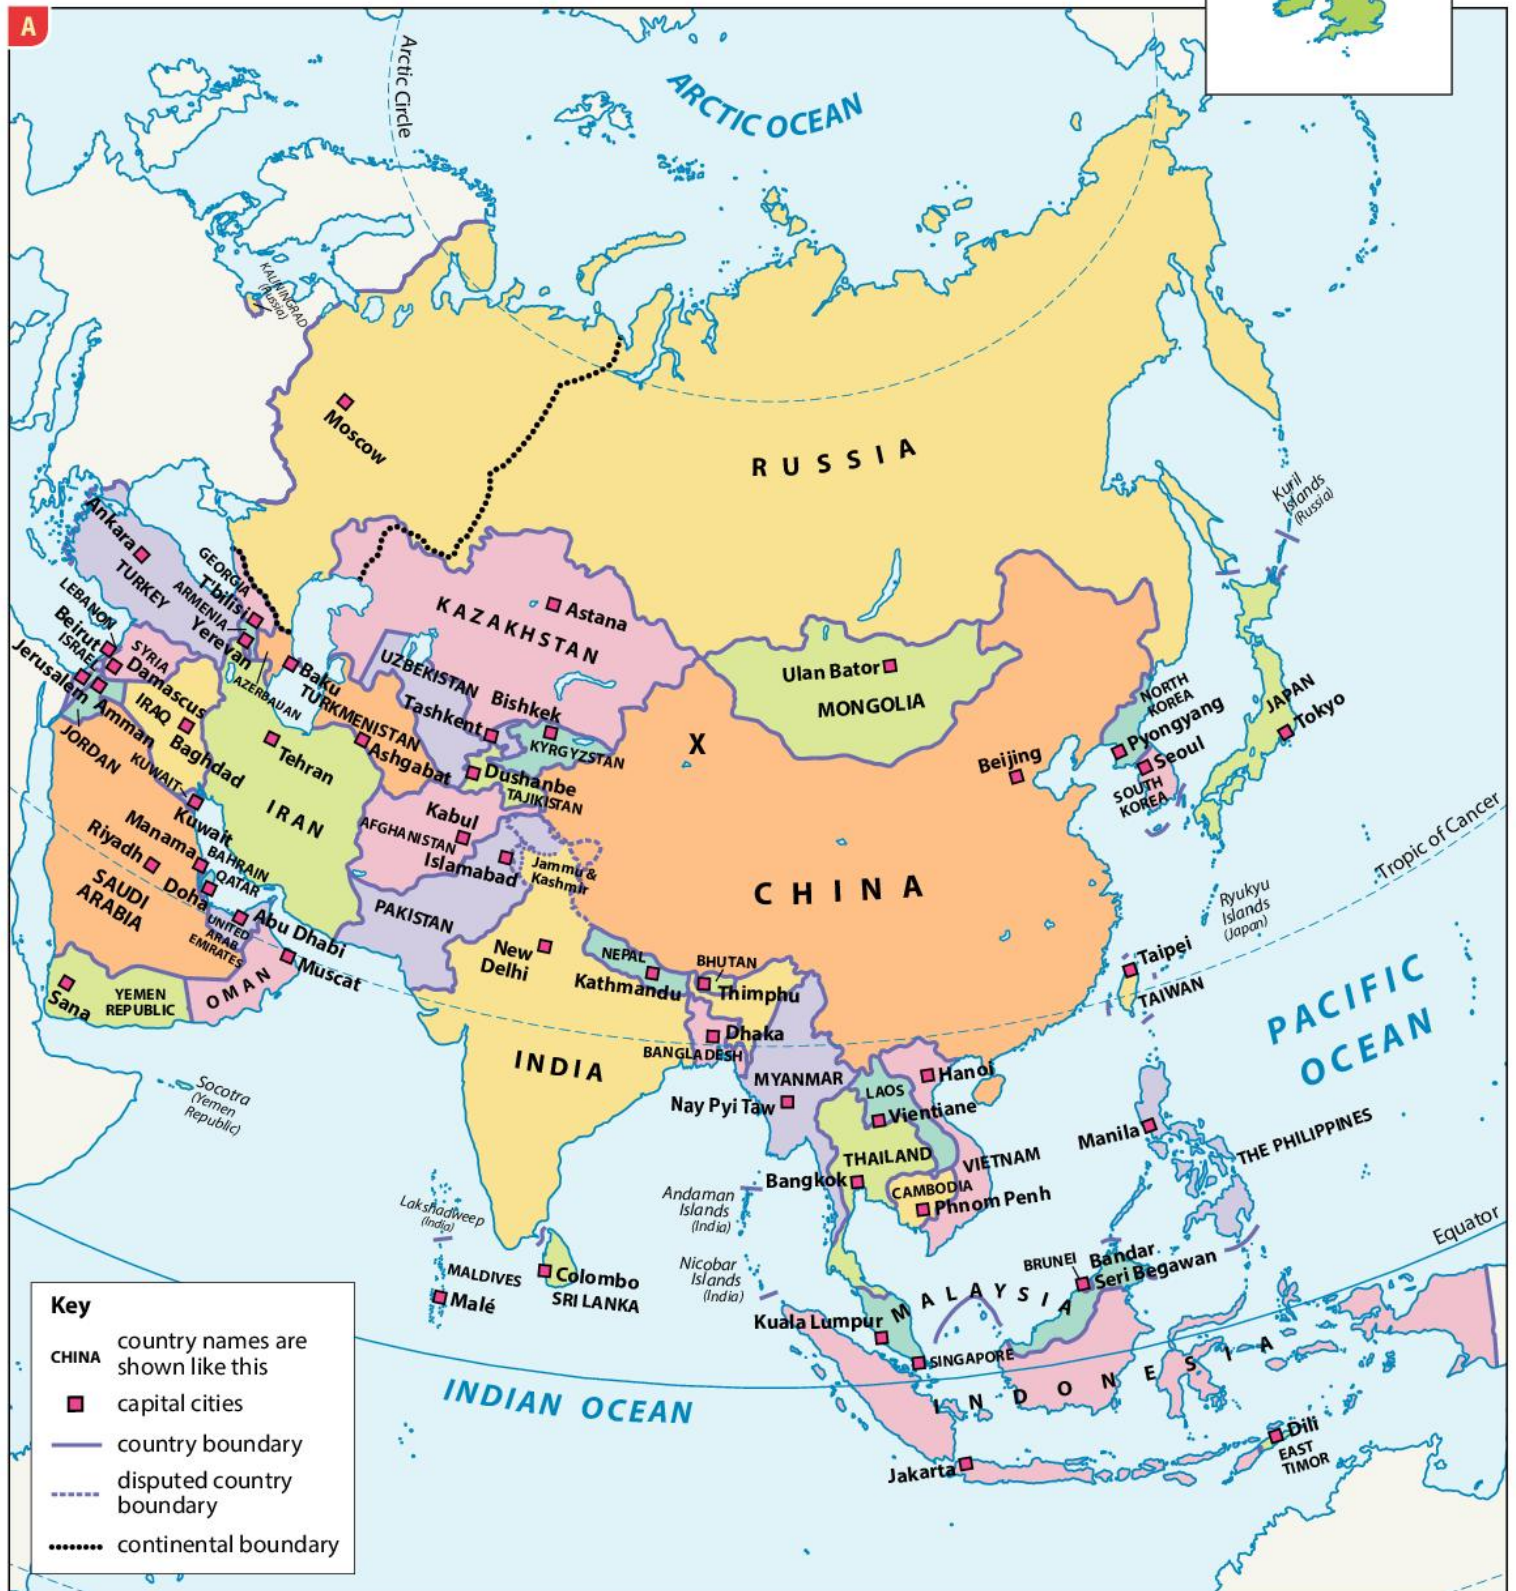 A
ARCTIC OCEAN
Arctic Circle
KALININGRAD
(Russia)
Moscow
RUSSIA
Kuril
Islands
(Russia)
Ankara
TURKEY
GEORGIA
T'bilisi
ARMENIA
Yerevan
AZERBAIJAN
Baku
LEBANON
Beirut
ISRAEL
Jerusalem
SYRIA
Damascus
Amman
JORDAN
IRAQ
Baghdad
KUWAIT
Kuwait
KAZAKHSTAN
Astana
UZBEKISTAN
Tashkent
Bishkek
KYRGYZSTAN
TURKMENISTAN
Ashgabat
Dushanbe
TAJIKISTAN
Tehran
IRAN
Kabul
AFGHANISTAN
Islamabad
Jammu &
Kashmir
PAKISTAN
Ulan Bator
MONGOLIA
X
CHINA
Beijing
NORTH
KOREA
Pyongyang
Seoul
SOUTH
KOREA
JAPAN
Tokyo
Tropic of Cancer
Ryukyu
Islands
(Japan)
Manama
BAHRAIN
Riyadh
Doha
QATAR
SAUDI
ARABIA
UNITED
ARAB
EMIRATES
Abu Dhabi
Muscat
OMAN
Sana
YEMEN
REPUBLIC
Socotra
(Yemen
Republic)
New
Delhi
NEPAL
Kathmandu
BHUTAN
Thimphu
Dhaka
BANGLADESH
INDIA
MYANMAR
Nay Pyi Taw
LAOS
Hanoi
Vientiane
THAILAND
VIETNAM
Bangkok
CAMBODIA
Phnom Penh
Taipei
TAIWAN
PACIFIC
OCEAN
Manila
THE PHILIPPINES
Lakshadweep
(India)
Andaman
Islands
(India)
Nicobar
Islands
(India)
MALDIVES
Malé
Colombo
SRI LANKA
Equator
BRUNEI
Bandar
Seri Begawan
MALAYSIA
Kuala Lumpur
SINGAPORE
INDONESIA
INDIAN OCEAN
Jakarta
Dili
EAST
TIMOR
Key
CHINA country names are
shown like this
capital cities
country boundary
disputed country
boundary
continental boundary